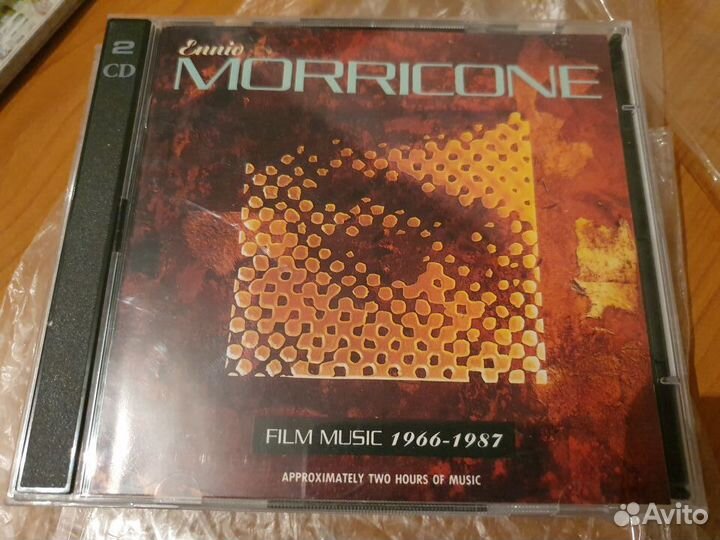 2
CD
Ennio
MORRICONE
FILM MUSIC 1966-1987
APPROXIMATELY TWO HOURS OF MUSIC
Avito